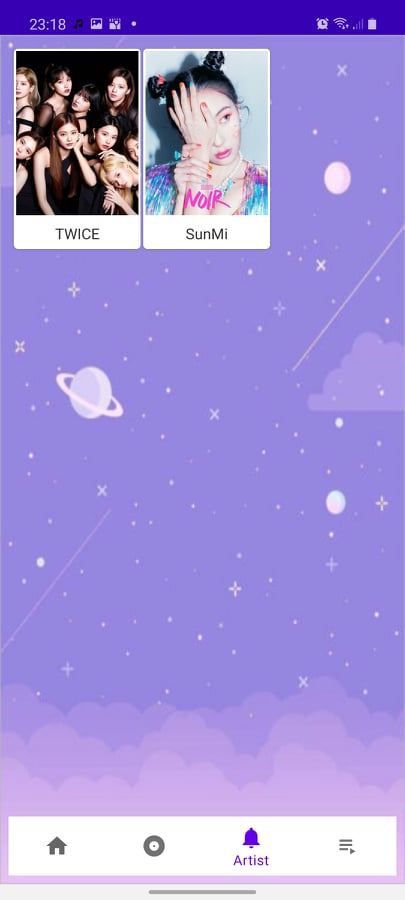 23:18
NOIR
TWICE
SunMi
Artist